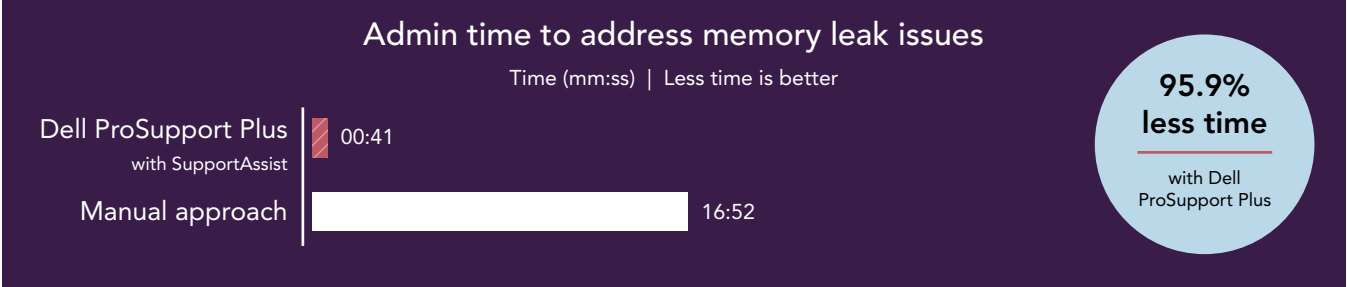 Admin time to address memory leak issues
Time (mm:ss) | Less time is better
Dell ProSupport Plus
with SupportAssist
00:41
Manual approach
16:52
95.9%
less time
with Dell
ProSupport Plus